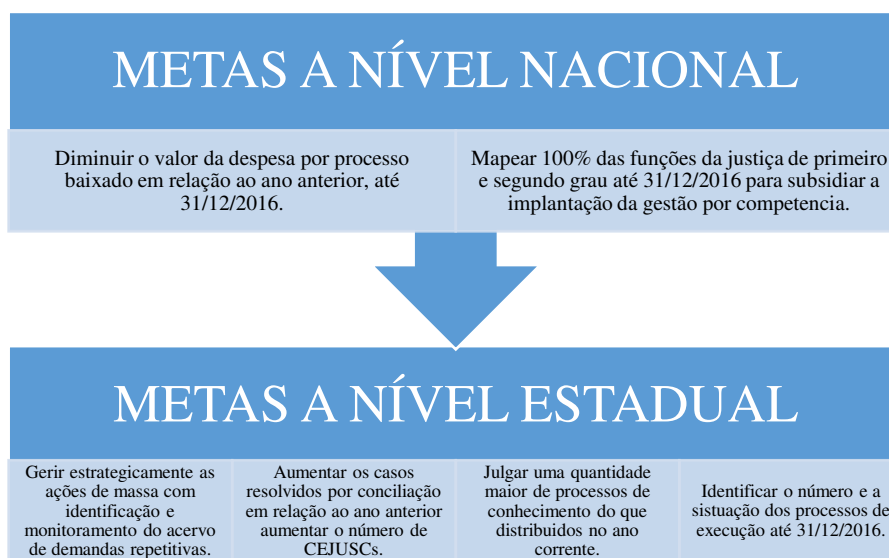 METAS A NÍVEL NACIONAL
Diminuir o valor da despesa por processo
baixado em relação ao ano anterior, até
31/12/2016.
Mapear 100% das funções da justiça de primeiro
e segundo grau até 31/12/2016 para subsidiar a
implantação da gestão por competencia.
METAS A NÍVEL ESTADUAL
Gerir estrategicamente as
ações de massa com
identificação e
monitoramento do acervo
de demandas repetitivas.
Aumentar os casos
resolvidos por conciliação
em relação ao ano anterior
aumentar o número de
CEJUSCs.
Julgar uma quantidade
maior de processos de
conhecimento do que
distribuidos no ano
corrente.
Identificar o número e a
sistuação dos processos de
execução até 31/12/2016.